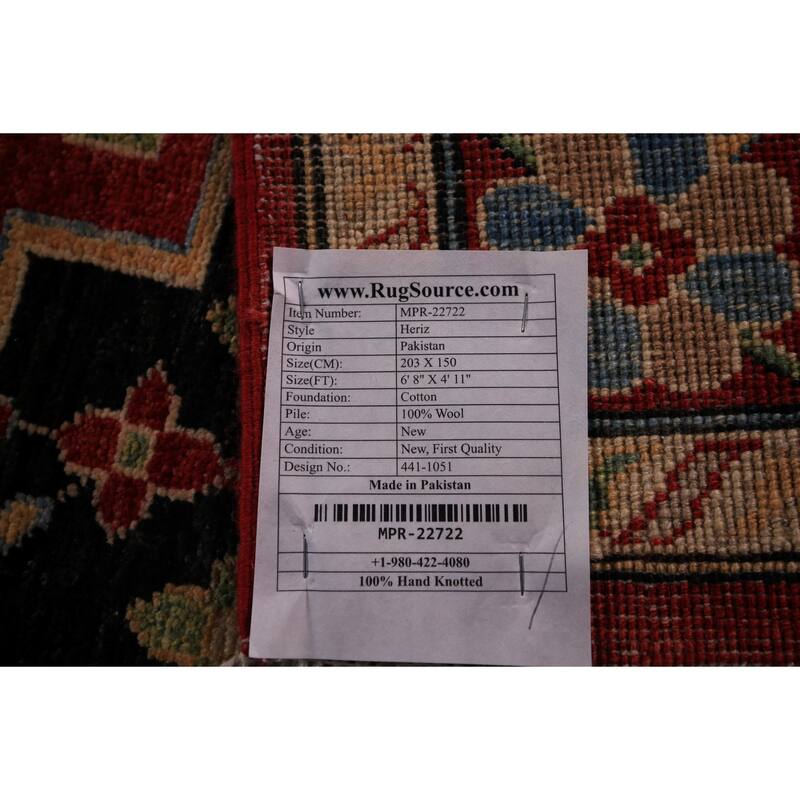 www.RugSource.com
Item Number: MPR-22722
Style Heriz
Origin Pakistan
Size(CM): 203 X 150
Size(FT): 6' 8" X 4' 11"
Foundation: Cotton
Pile: 100% Wool
Age: New
Condition: New, First Quality
Design No.: 441-1051
Made in Pakistan
MPR-22722
+1-980-422-4080
100% Hand Knotted